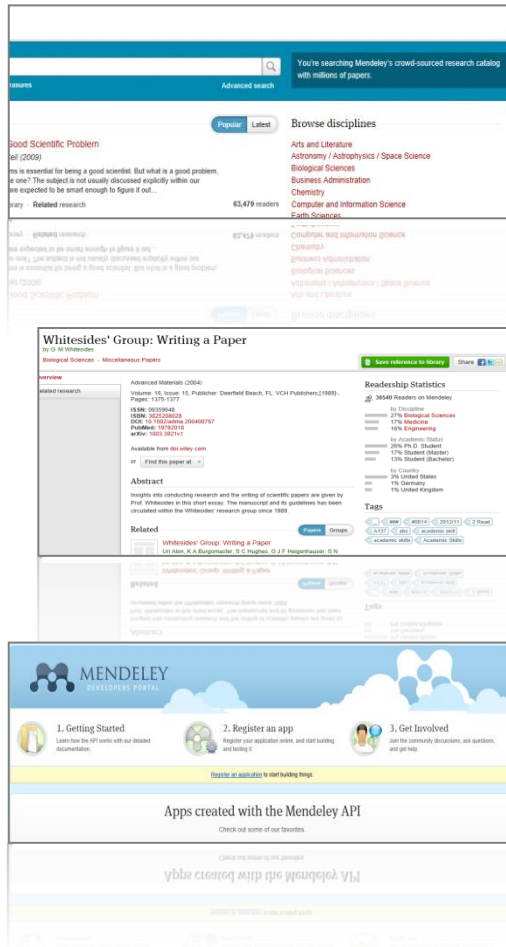 You're searching Mendeley's crowd-sourced research catalog
with millions of papers.
Advanced search
Popular Latest
Browse disciplines
Good Scientific Problem
(2009)
is essential for being a good scientist. But what is a good problem,
one? The subject is not usually discussed explicitly within our
are expected to be smart enough to figure it out...
Related research
63,479 readers
Arts and Literature
Astronomy / Astrophysics / Space Science
Biological Sciences
Business Administration
Chemistry
Computer and Information Science
Earth Sciences
Whitesides' Group: Writing a Paper
by G M Whitesides
Biological Sciences - Miscellaneous Papers
Save reference to library
Share
Advanced Materials (2004)
Volume: 16, Issue: 15, Publisher: Deerfield Beach, FL: VCH Publishers,[1989]-,
Pages: 1375-1377
ISSN: 09359648
ISBN: 3825208028
DOI: 10.1002/adma.200400767
PubMed: 19782018
arXiv: 1003.3921v1
Available from doi.wiley.com
or Find this paper at:
Abstract
Insights into conducting research and the writing of scientific papers are given by
Prof. Whitesides in this short essay. The manuscript and its guidelines has been
circulated within the Whitesides' research group since 1989.
Related
Papers Groups
Whitesides' Group: Writing a Paper
Uri Alon, K A Burgomaster, S C Hughes, G J F Heigenhauser, S N
Readership Statistics
36540 Readers on Mendeley
by Discipline
27% Biological Sciences
17% Medicine
16% Engineering
by Academic Status
26% Ph.D. Student
17% Student (Master)
13% Student (Bachelor)
by Country
3% United States
1% Germany
1% United Kingdom
Tags
_ ### #0014 2012/11 2 Read
A137 abc academic skill
academic skills Academic Skills
MENDELEY
DEVELOPERS PORTAL
1. Getting Started
Learn how the API works with our detailed
documentation.
2. Register an app
Register your application online, and start building
and testing it
3. Get Involved
Join the community discussions, ask questions,
and get help.
Register an application to start building things.
Apps created with the Mendeley API
Check out some of our favorites.